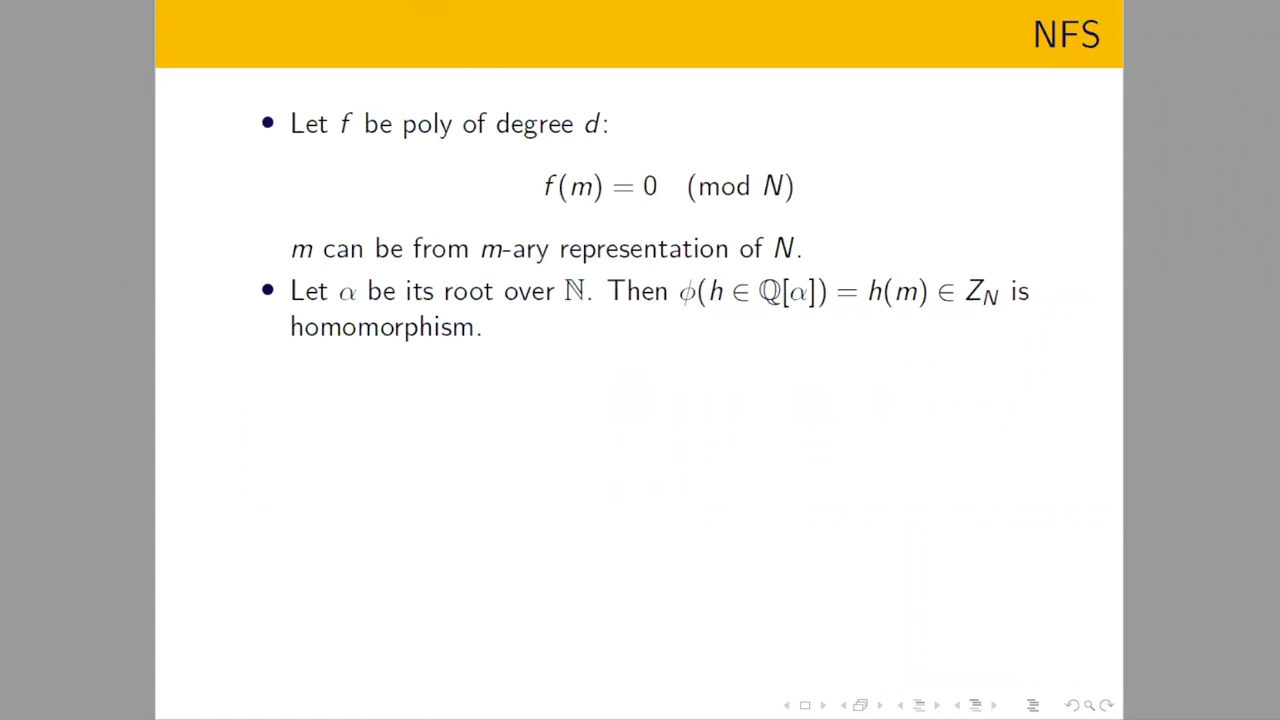 NFS
• Let f be poly of degree d:
f(m) = 0 (mod N)
m can be from m-ary representation of N.
• Let α be its root over ℕ. Then ϕ(h ∈ ℚ[α]) = h(m) ∈ Z_N is
homomorphism.